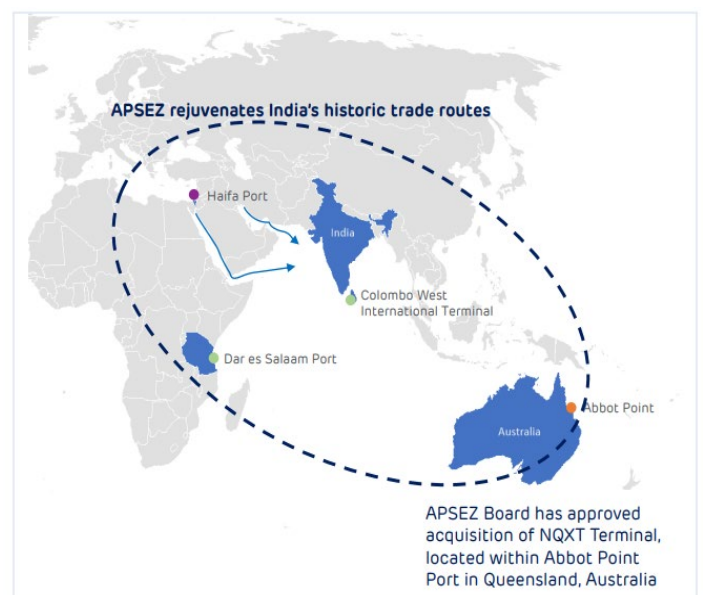 APSEZ rejuvenates India's historic trade routes
Haifa Port
India
Colombo West
International Terminal
Dar es Salaam Port
Abbot Point
Australia
APSEZ Board has approved
acquisition of NQXT Terminal,
located within Abbot Point
Port in Queensland, Australia